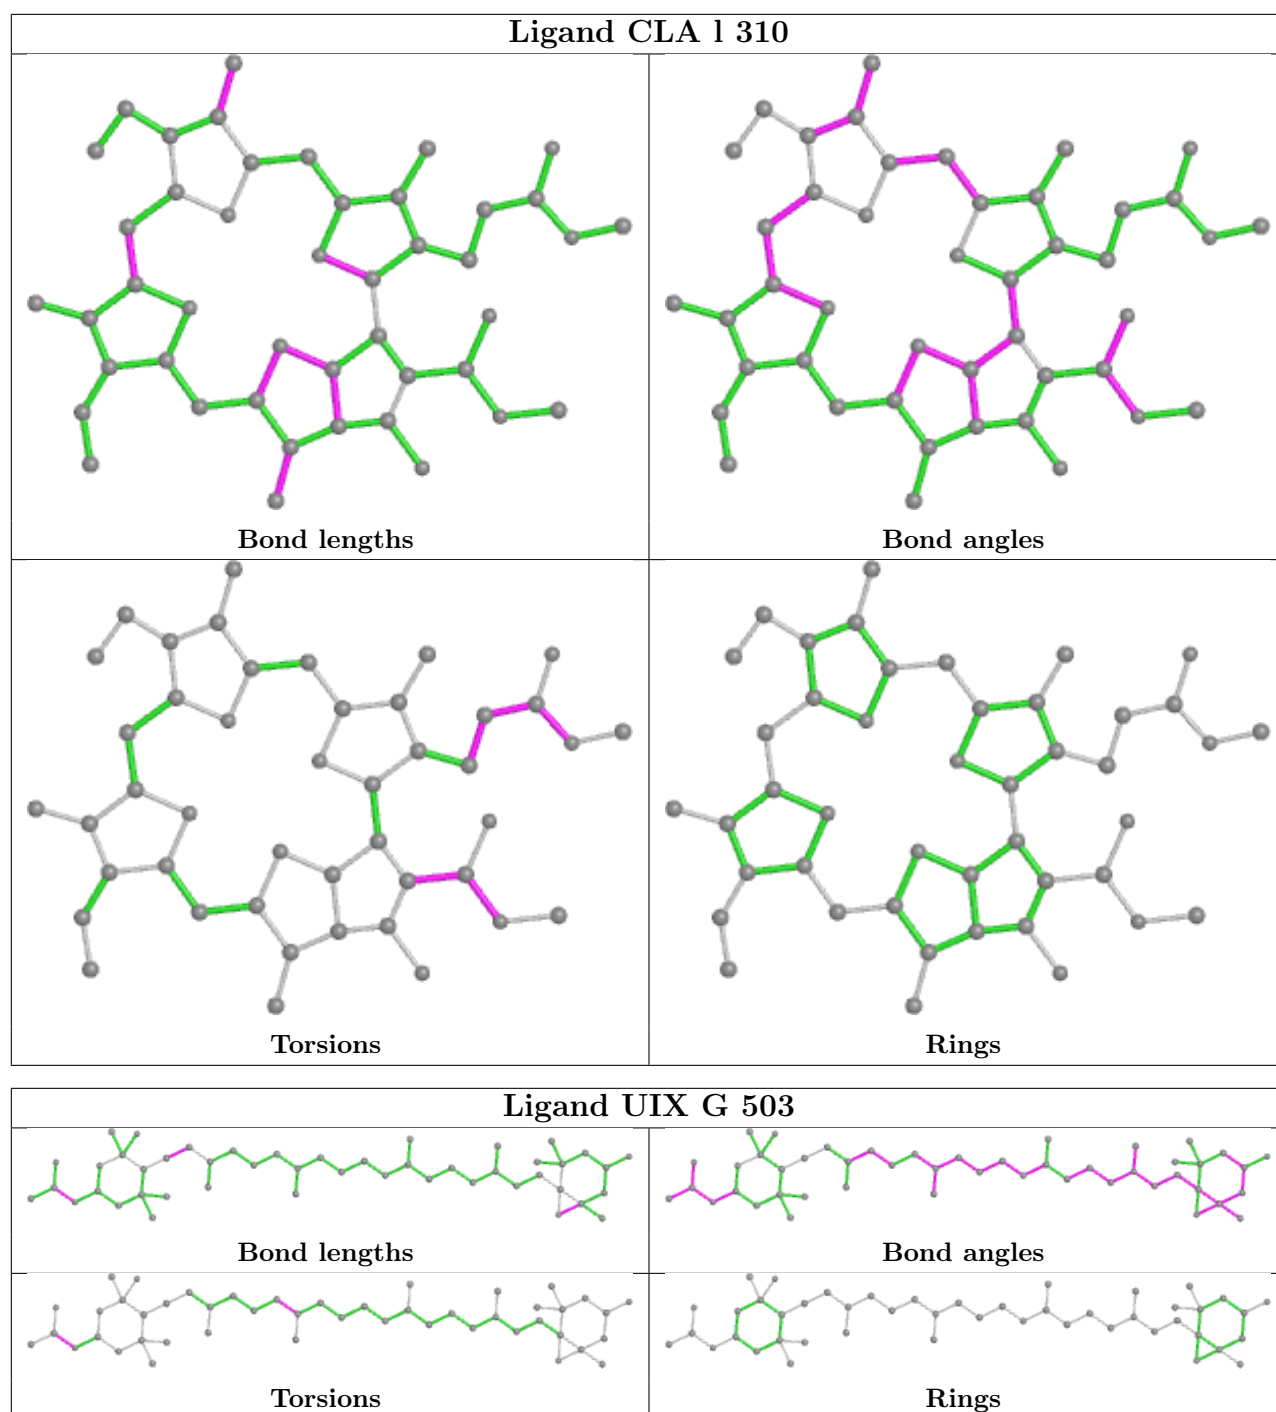 Ligand CLA l 310
Bond lengths
Bond angles
Torsions
Rings
Ligand UIX G 503
Bond lengths
Bond angles
Torsions
Rings